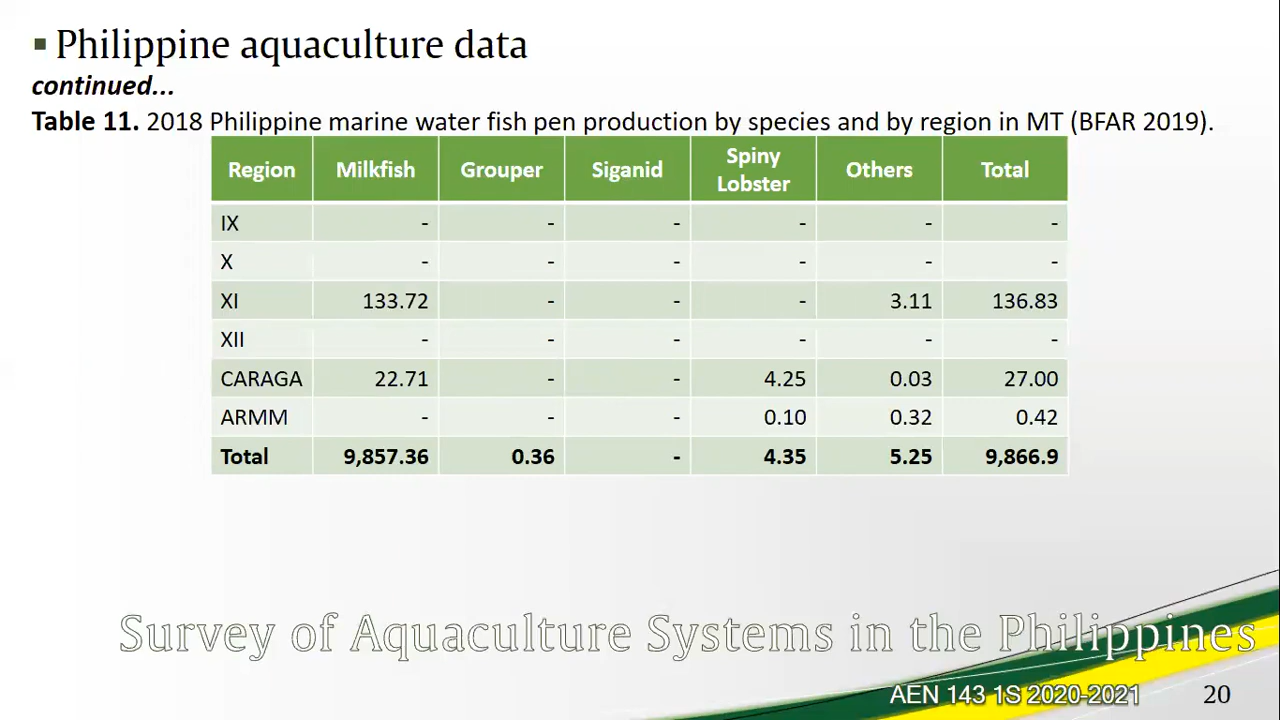 ▪ Philippine aquaculture data
continued...
Table 11. 2018 Philippine marine water fish pen production by species and by region in MT (BFAR 2019).
Region Milkfish Grouper Siganid Spiny Lobster Others Total
IX - - - - - -
X - - - - - -
XI 133.72 - - - 3.11 136.83
XII - - - - - -
CARAGA 22.71 - - 4.25 0.03 27.00
ARMM - - - 0.10 0.32 0.42
Total 9,857.36 0.36 - 4.35 5.25 9,866.9
Survey of Aquaculture Systems in the Philippines
AEN 143 1S 2020-2021 20